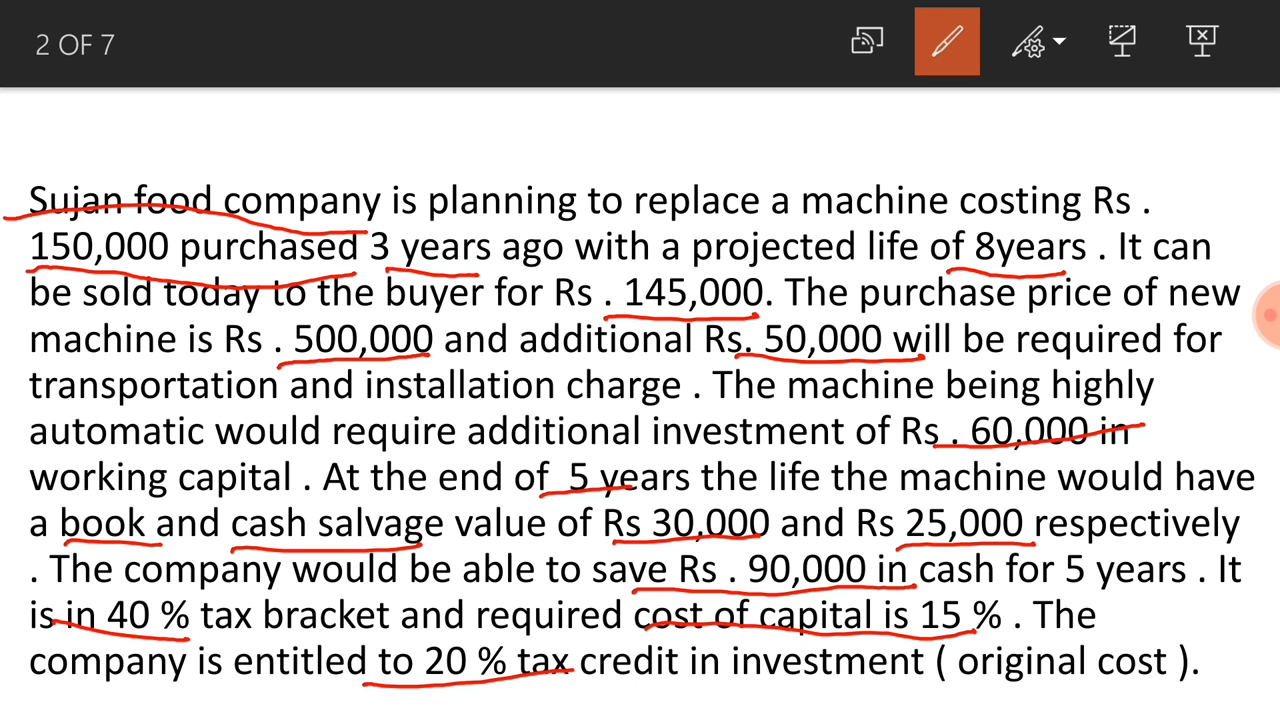 2 OF 7
Sujan food company is planning to replace a machine costing Rs .
150,000 purchased 3 years ago with a projected life of 8years . It can
be sold today to the buyer for Rs . 145,000. The purchase price of new
machine is Rs . 500,000 and additional Rs. 50,000 will be required for
transportation and installation charge . The machine being highly
automatic would require additional investment of Rs . 60,000 in
working capital . At the end of  5 years the life the machine would have
a book and cash salvage value of Rs 30,000 and Rs 25,000 respectively
. The company would be able to save Rs . 90,000 in cash for 5 years . It
is in 40 % tax bracket and required cost of capital is 15 % . The
company is entitled to 20 % tax credit in investment ( original cost ).